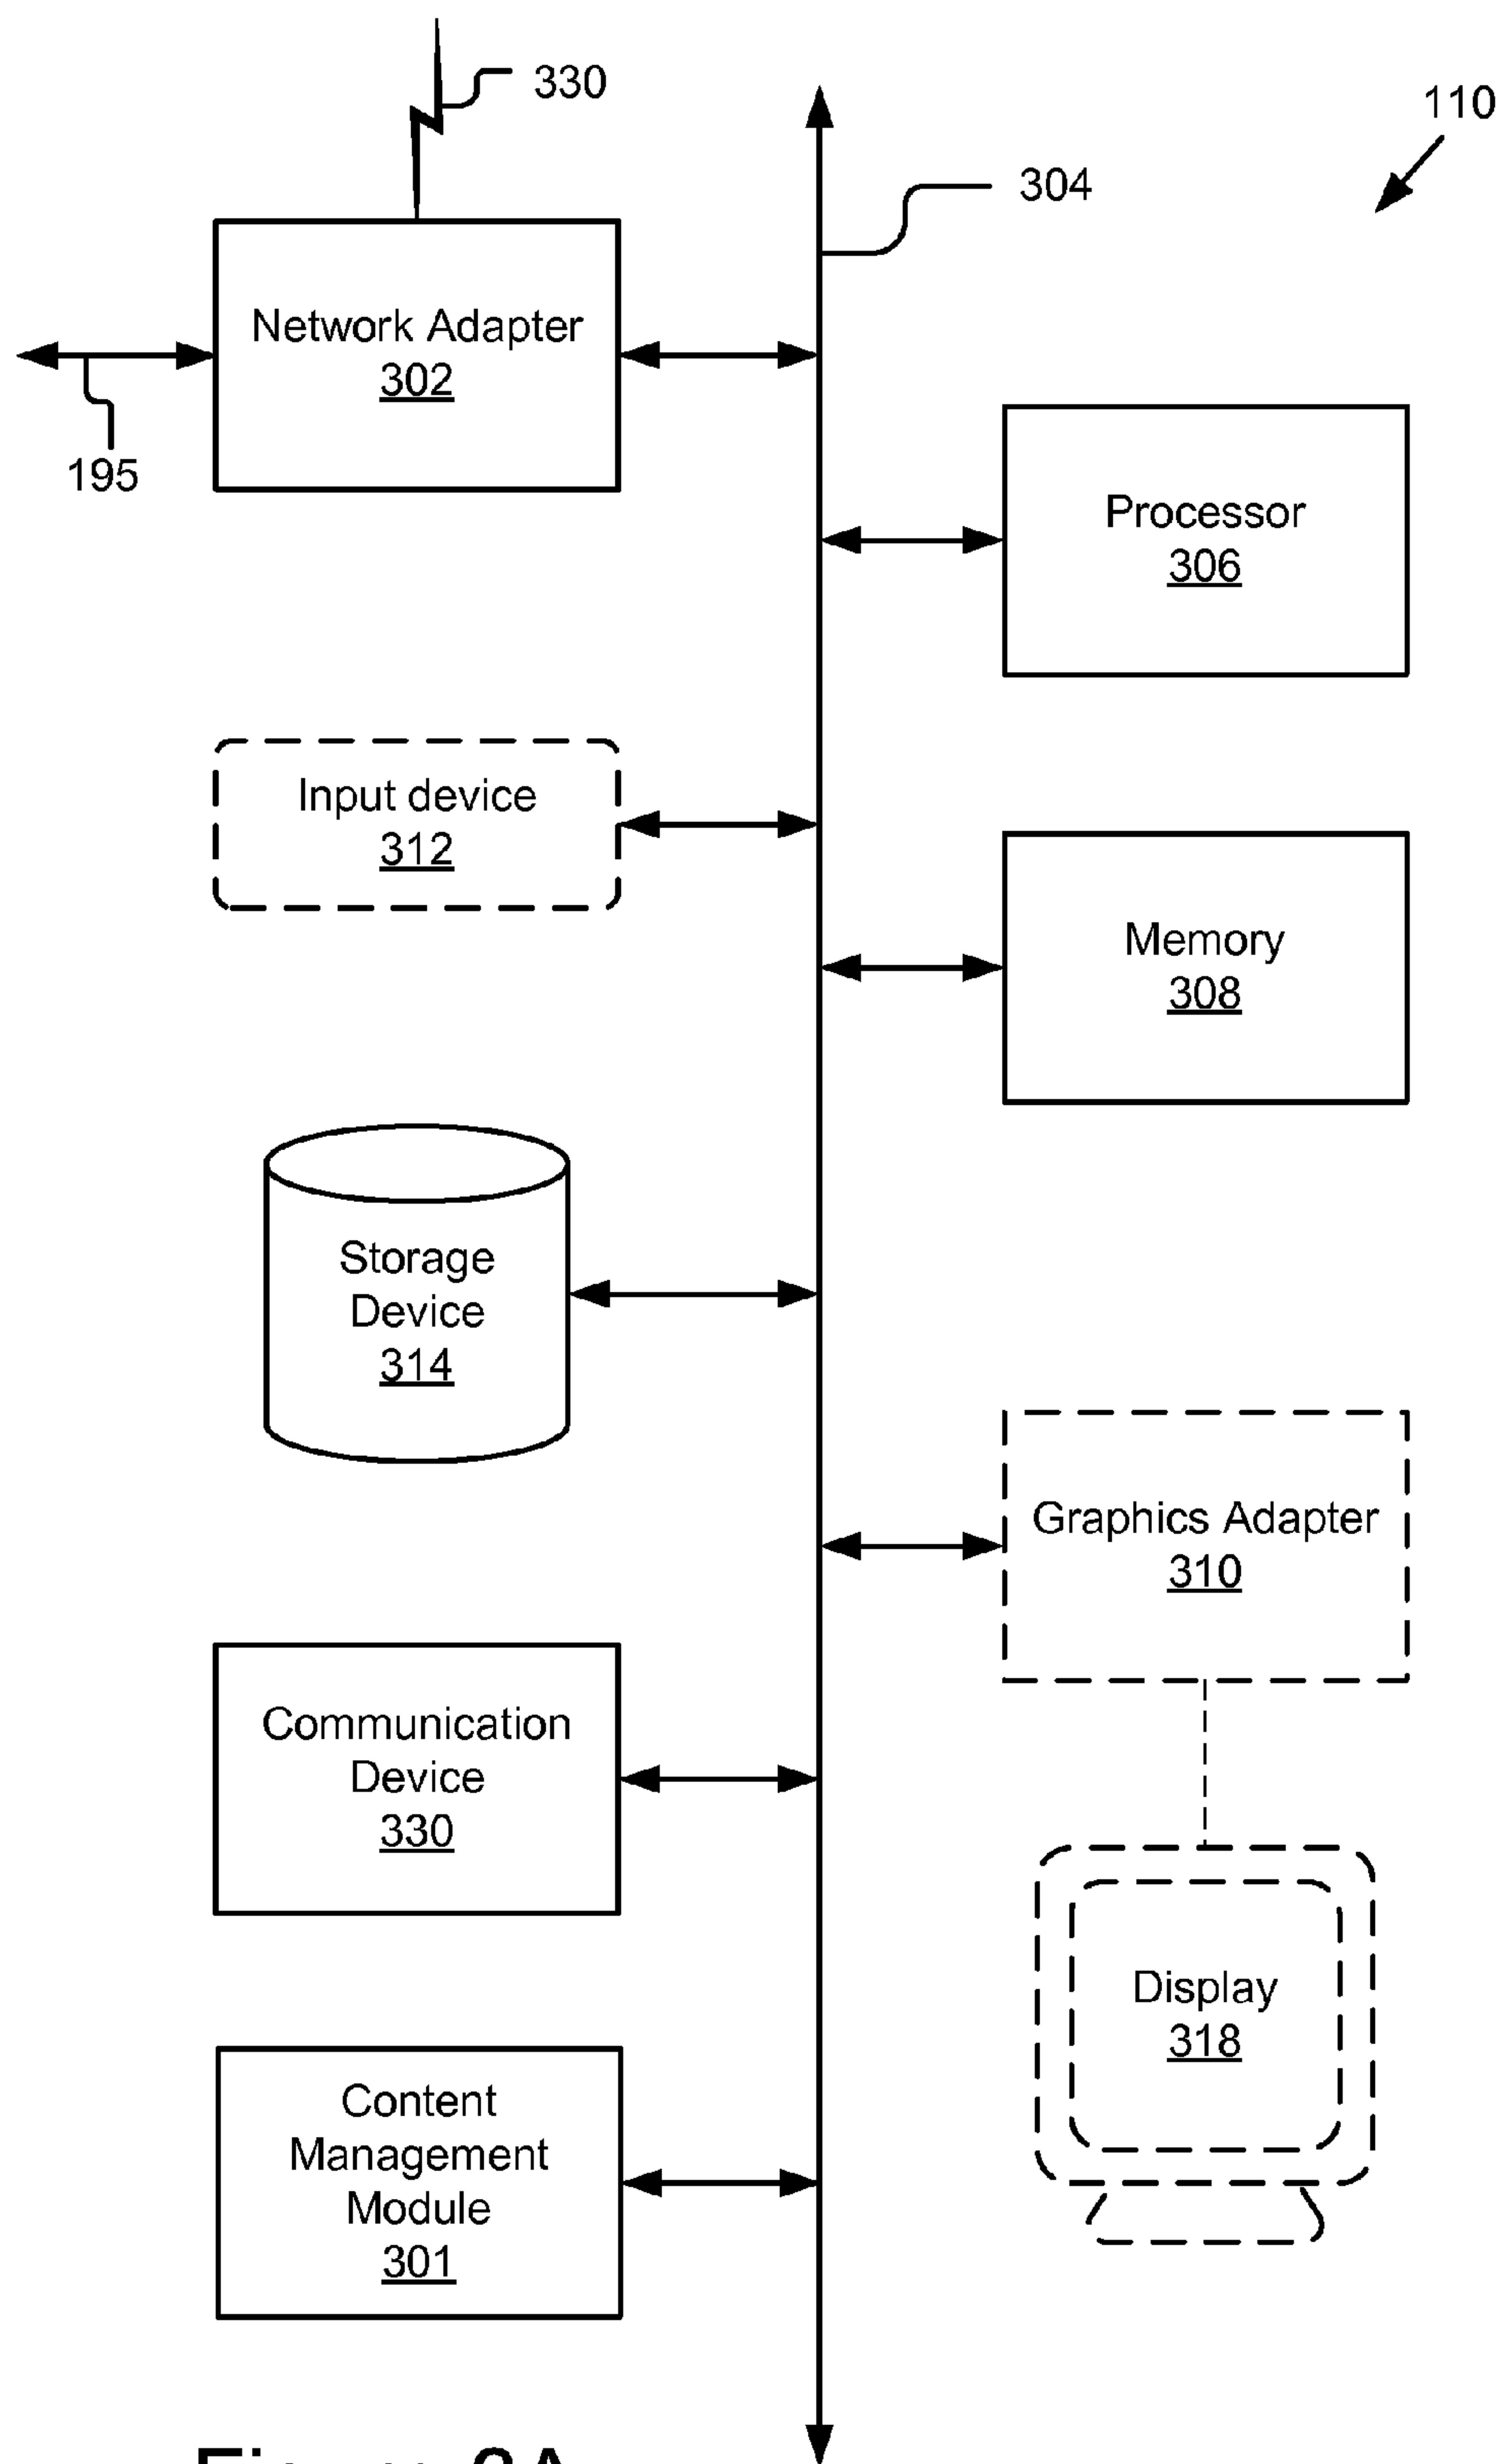 330
110
304
Network Adapter
302
195
Processor
306
Input device
312
Memory
308
Storage
Device
314
Graphics Adapter
310
Communication
Device
330
Display
318
Content
Management
Module
301